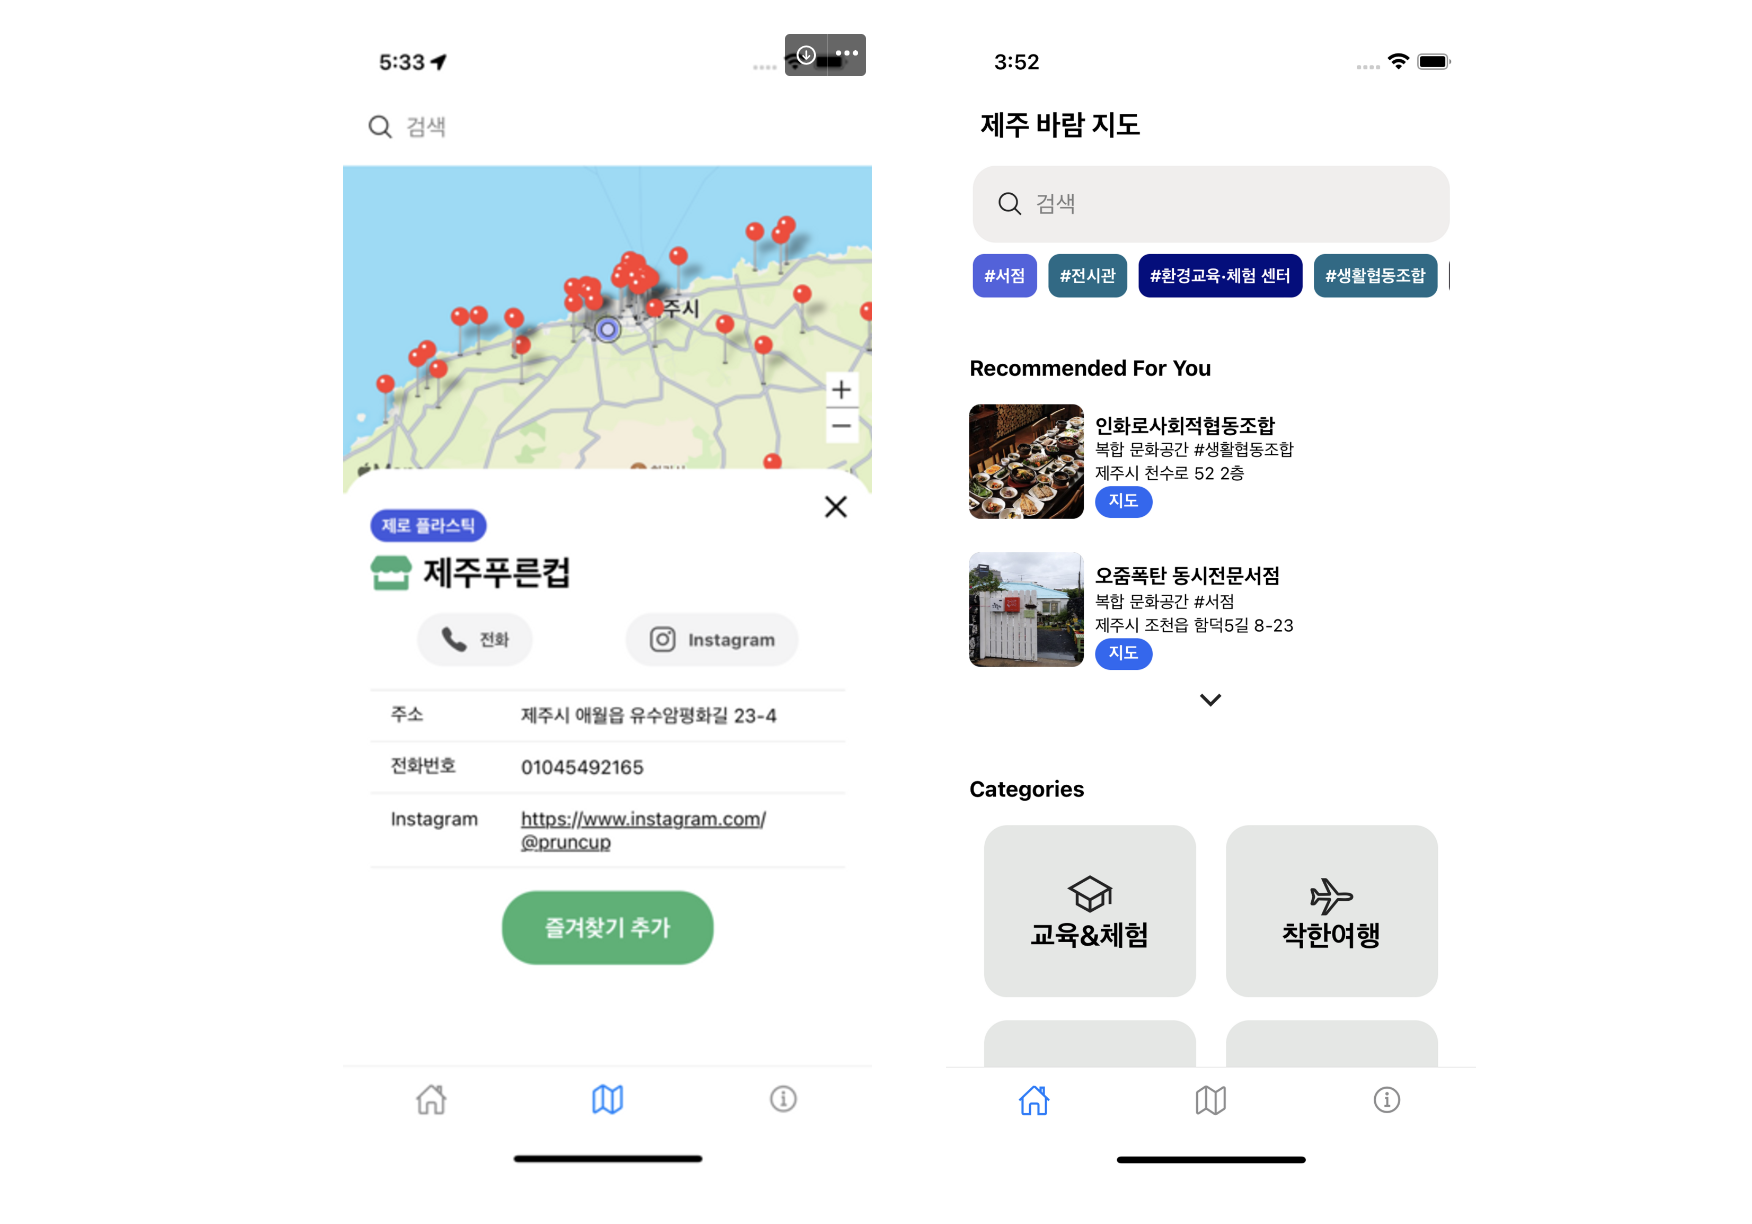 5:33
검색
주시
제로 플라스틱
제주푸른컵
전화
Instagram
주소
제주시 애월읍 유수암평화길 23-4
전화번호
01045492165
Instagram
https://www.instagram.com/
@pruncup
즐겨찾기 추가
3:52
제주 바람 지도
검색
#서점
#전시관
#환경교육·체험 센터
#생활협동조합
Recommended For You
인화로사회적협동조합
복합 문화공간 #생활협동조합
제주시 천수로 52 2층
지도
오줌폭탄 동시전문서점
복합 문화공간 #서점
제주시 조천읍 함덕5길 8-23
지도
Categories
교육&체험
착한여행